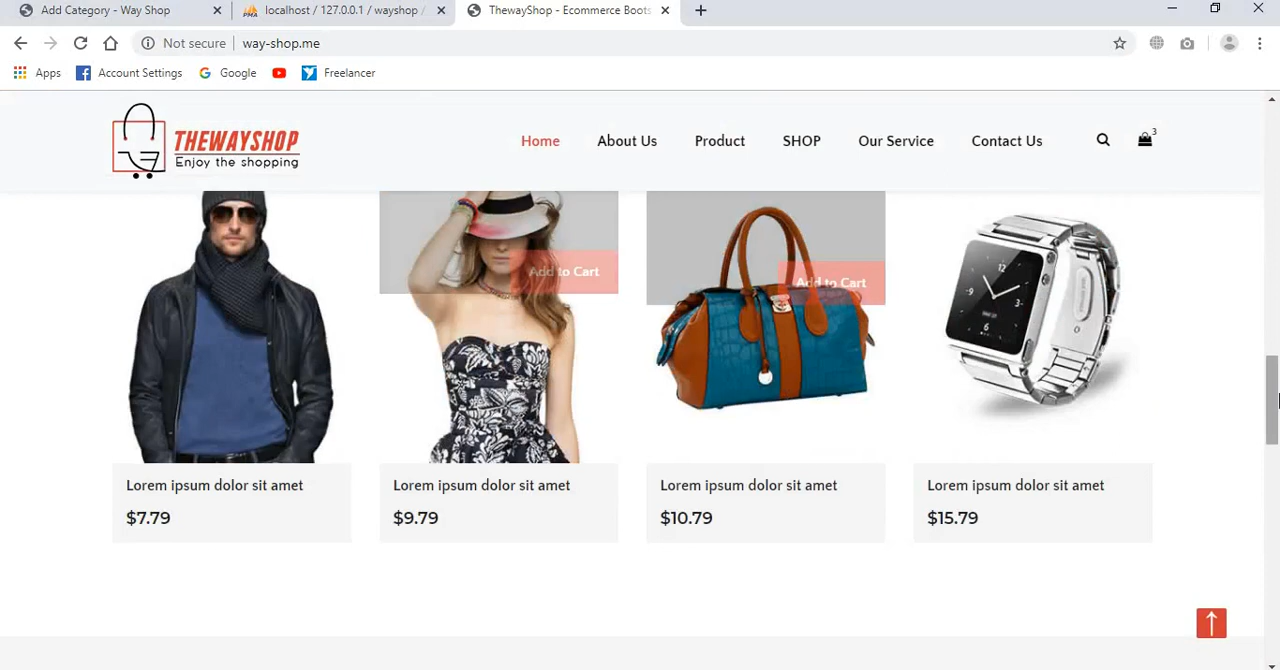 Add Category - Way Shop
PMA
localhost / 127.0.0.1 / wayshop /
ThewayShop - Ecommerce Boots
Not secure
way-shop.me
Apps
Account Settings
Google
Freelancer
THEWAYSHOP
Enjoy the shopping
Home
About Us
Product
SHOP
Our Service
Contact Us
3
Add to Cart
Add to Cart
Lorem ipsum dolor sit amet
$7.79
Lorem ipsum dolor sit amet
$9.79
Lorem ipsum dolor sit amet
$10.79
Lorem ipsum dolor sit amet
$15.79